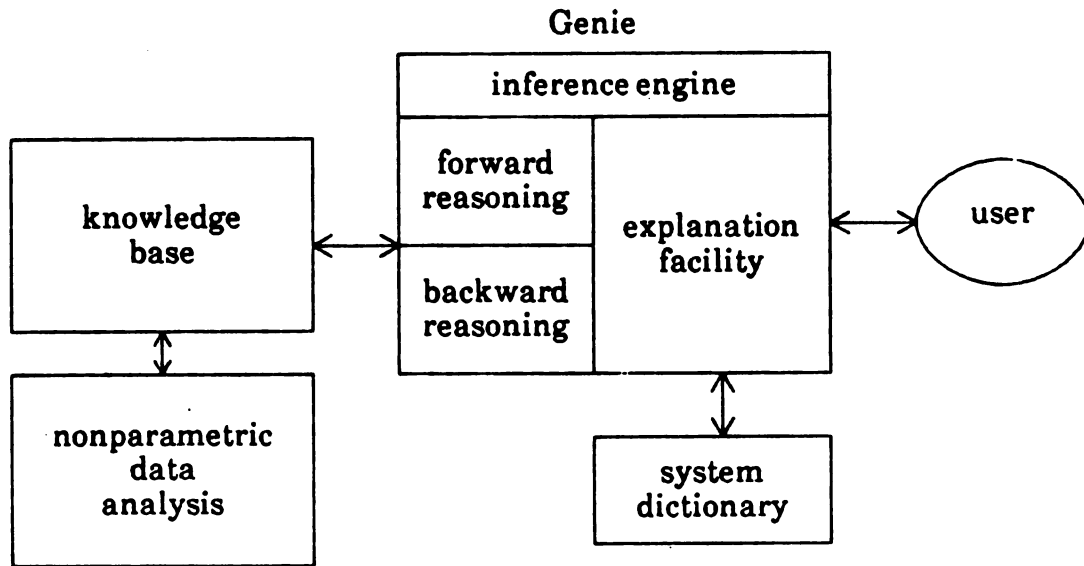 Genie
inference engine
forward
reasoning
knowledge
base
explanation
facility
user
backward
reasoning
nonparametric
data
analysis
system
dictionary